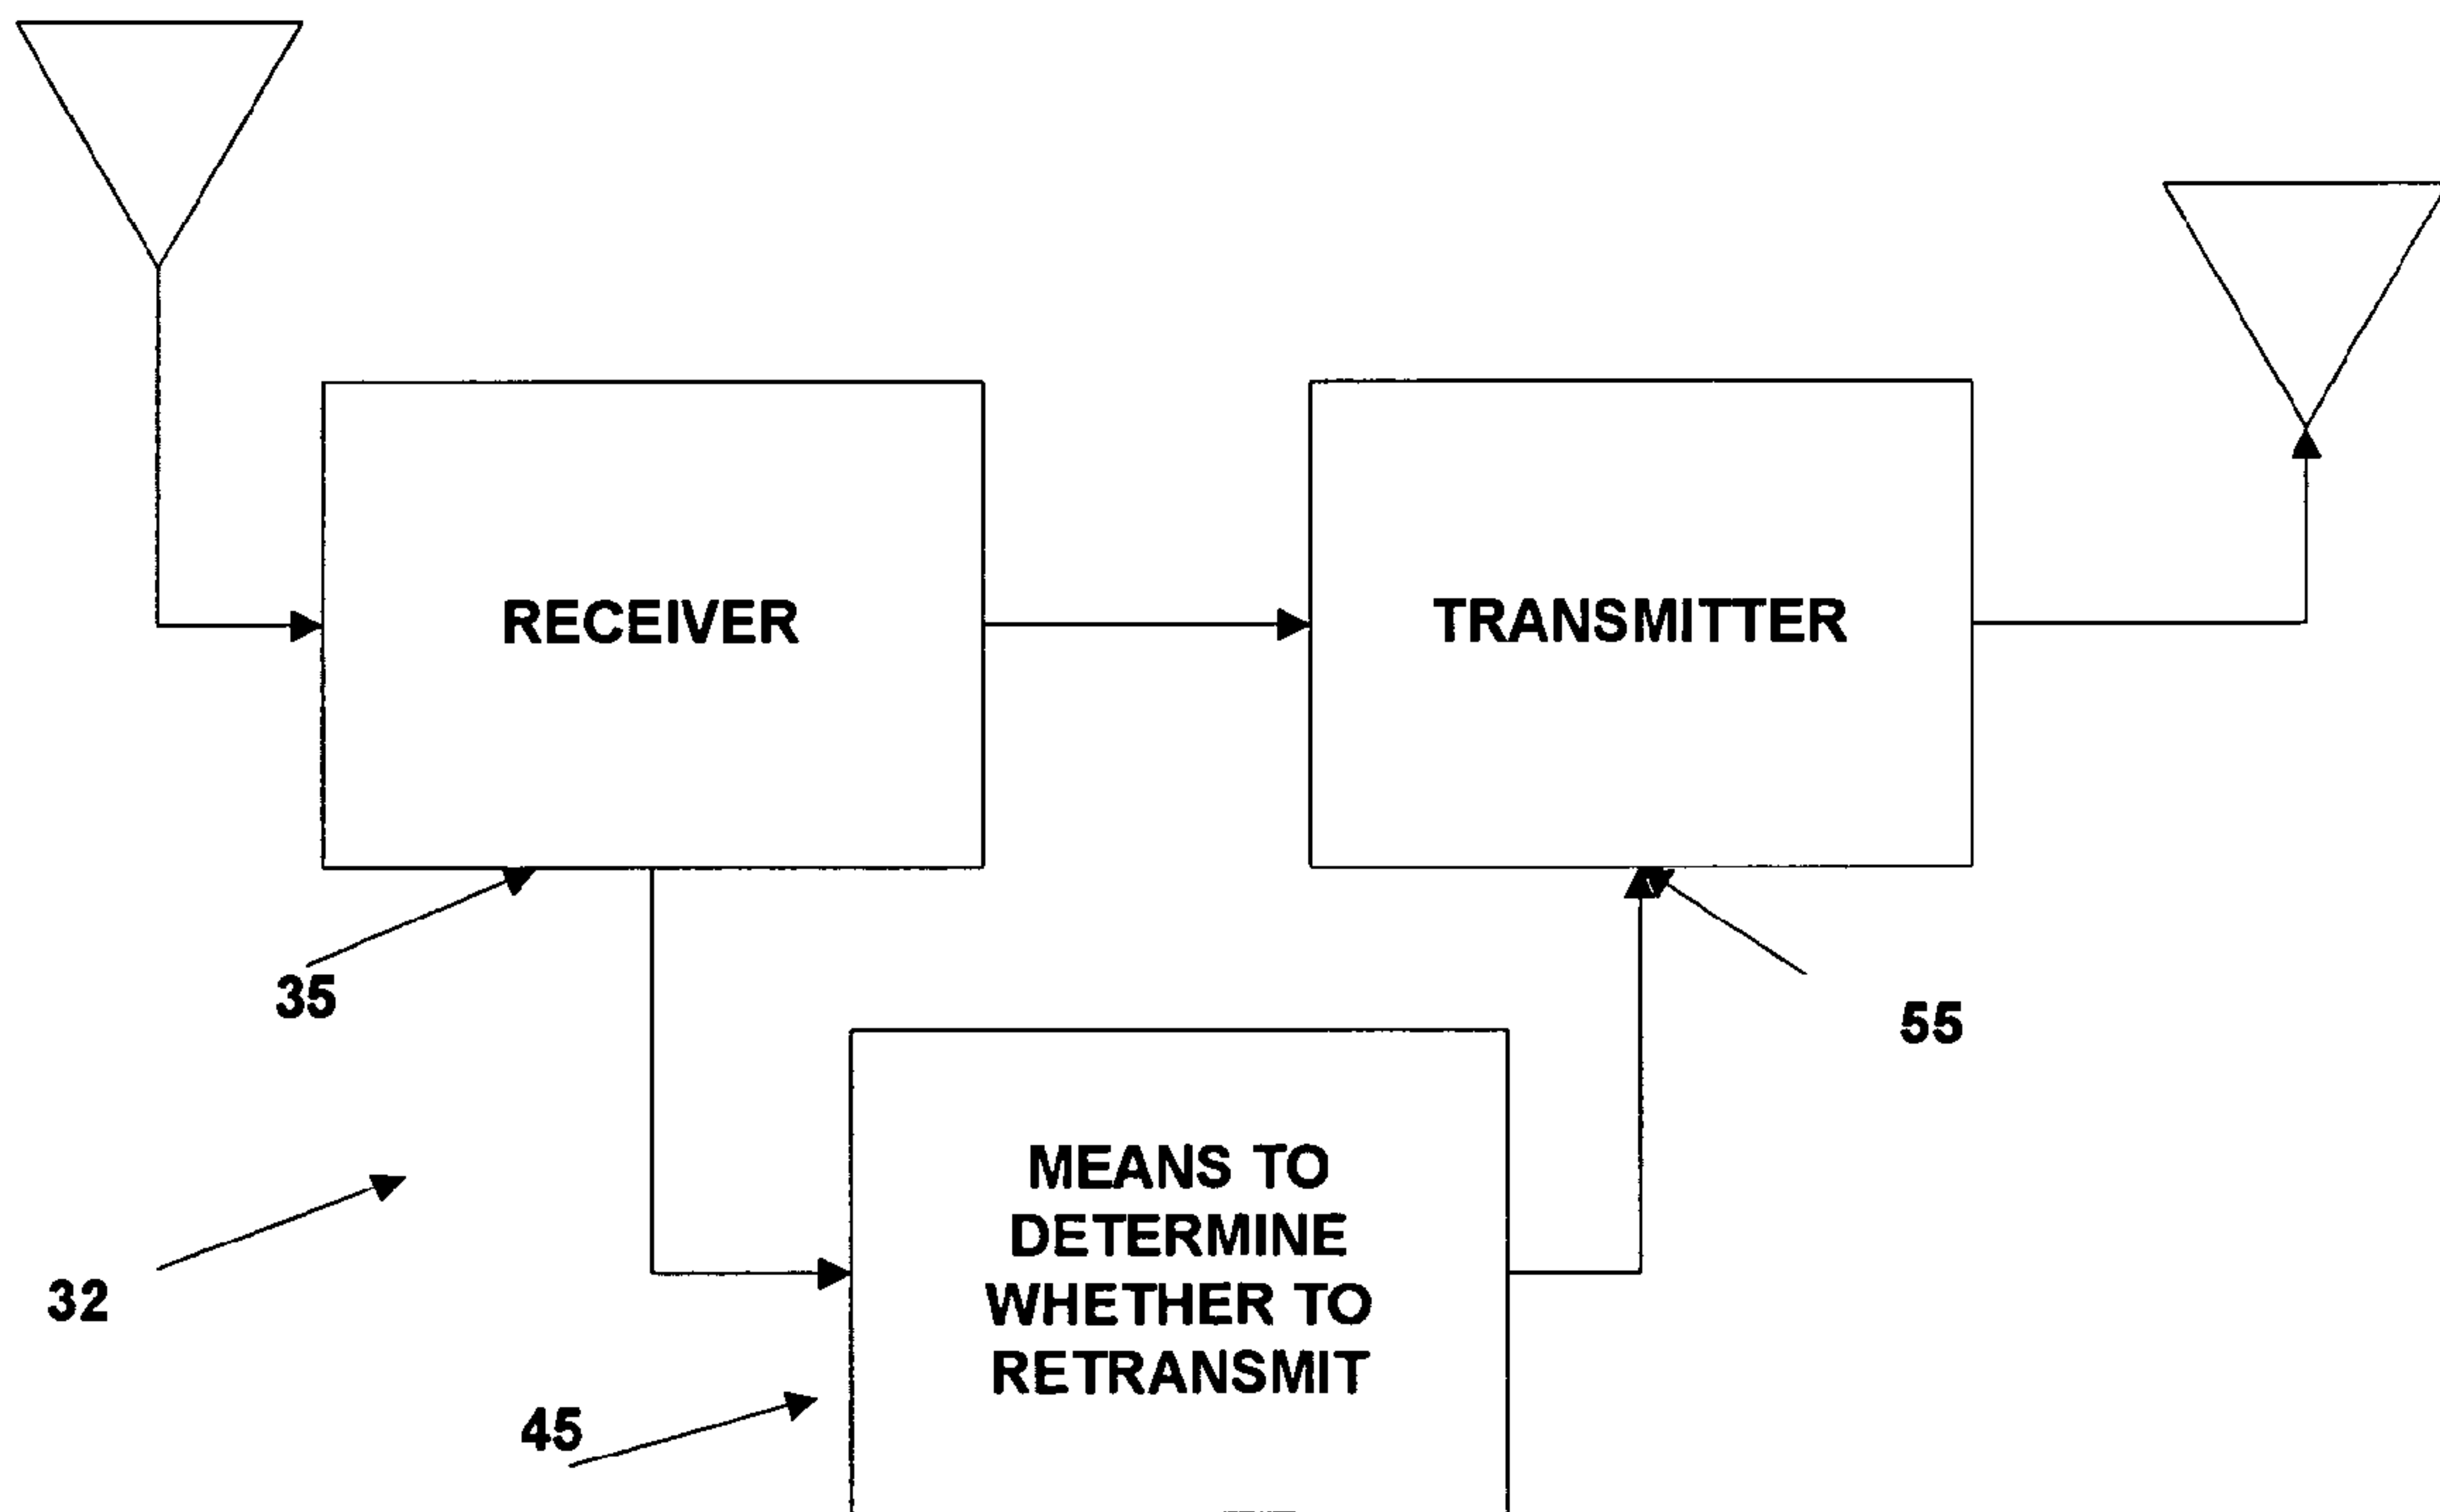 RECEIVER
TRANSMITTER
35
55
MEANS TO
DETERMINE
WHETHER TO
RETRANSMIT
32
45